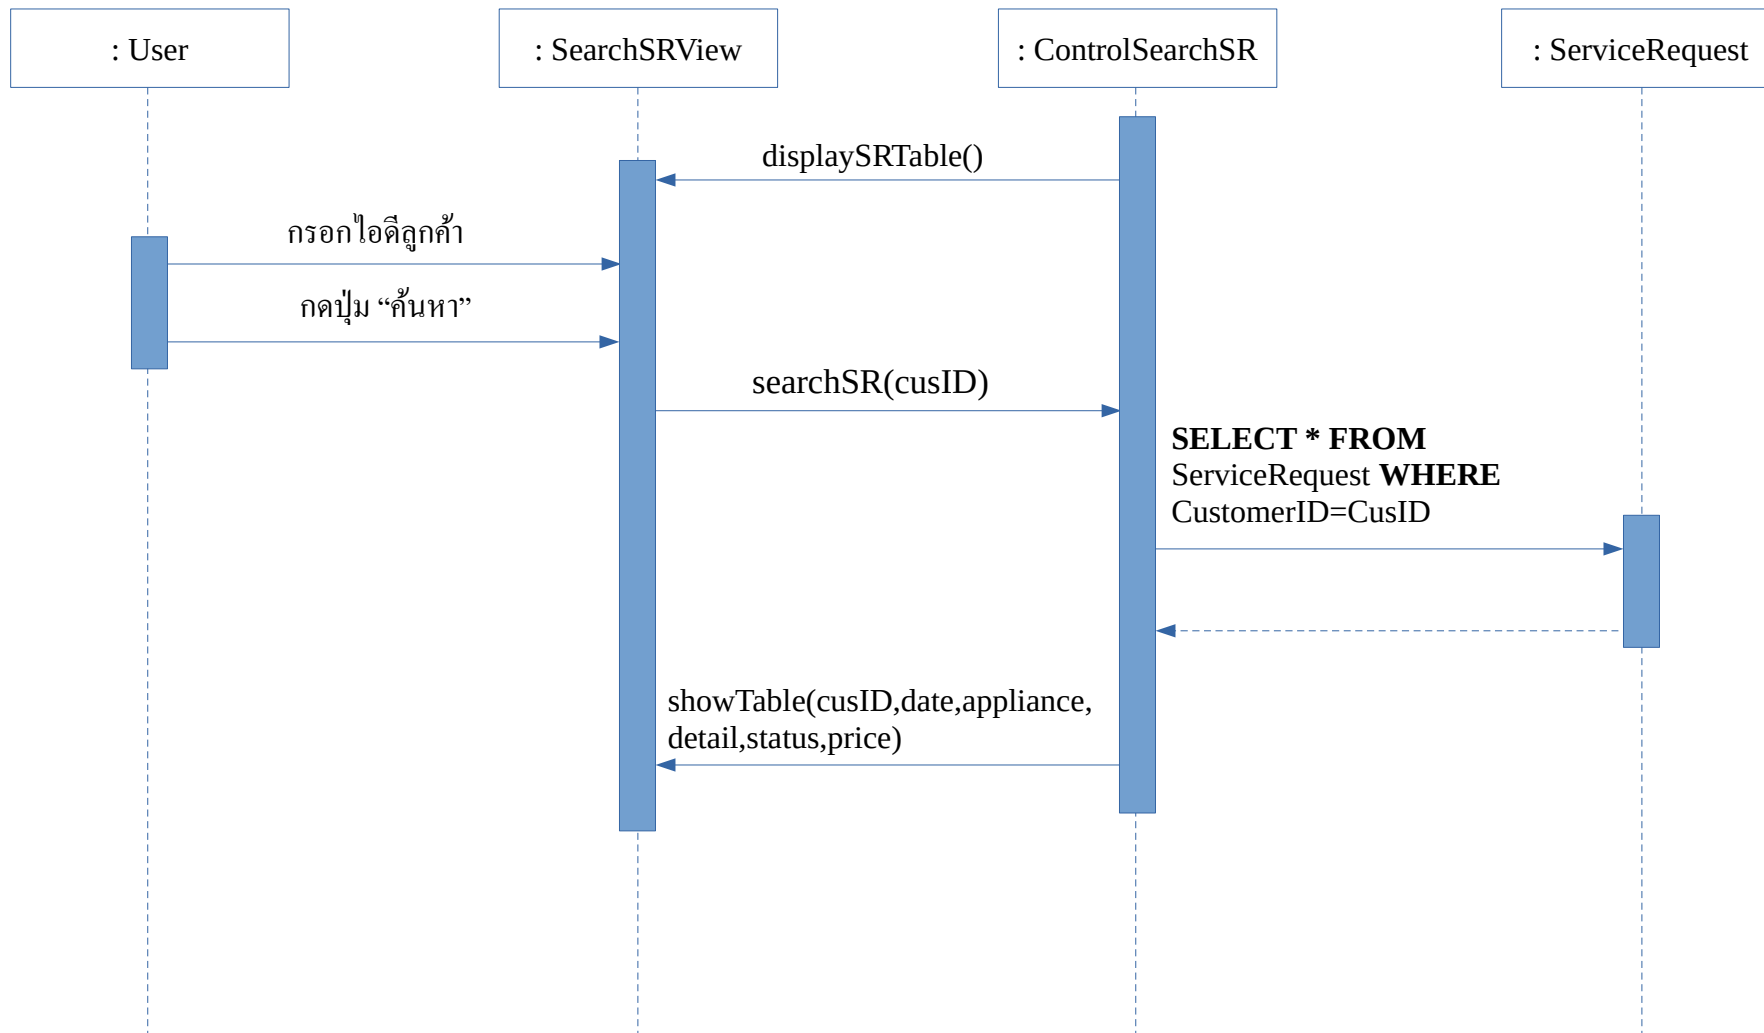 : User
: SearchSRView
: ControlSearchSR
: ServiceRequest
displaySRTable()
กรอกไอดีลูกค้า
กดปุ่ม “ค้นหา”
searchSR(cusID)
SELECT * FROM
ServiceRequest WHERE
CustomerID=CusID
showTable(cusID,date,appliance,
detail,status,price)